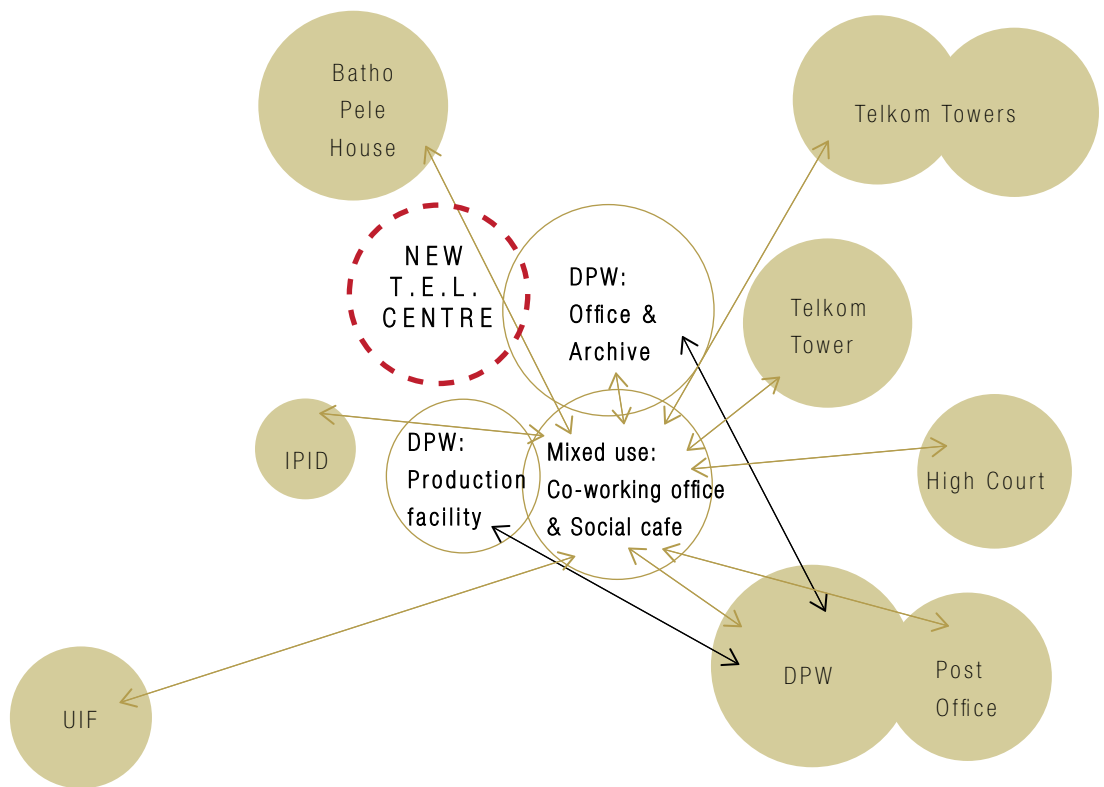 Batho
Pele
House
Telkom Towers
NEW
T.E.L.
CENTRE
DPW:
Office &
Archive
Telkom
Tower
IPID
DPW:
Production
facility
Mixed use:
Co-working office
& Social cafe
High Court
UIF
DPW
Post
Office